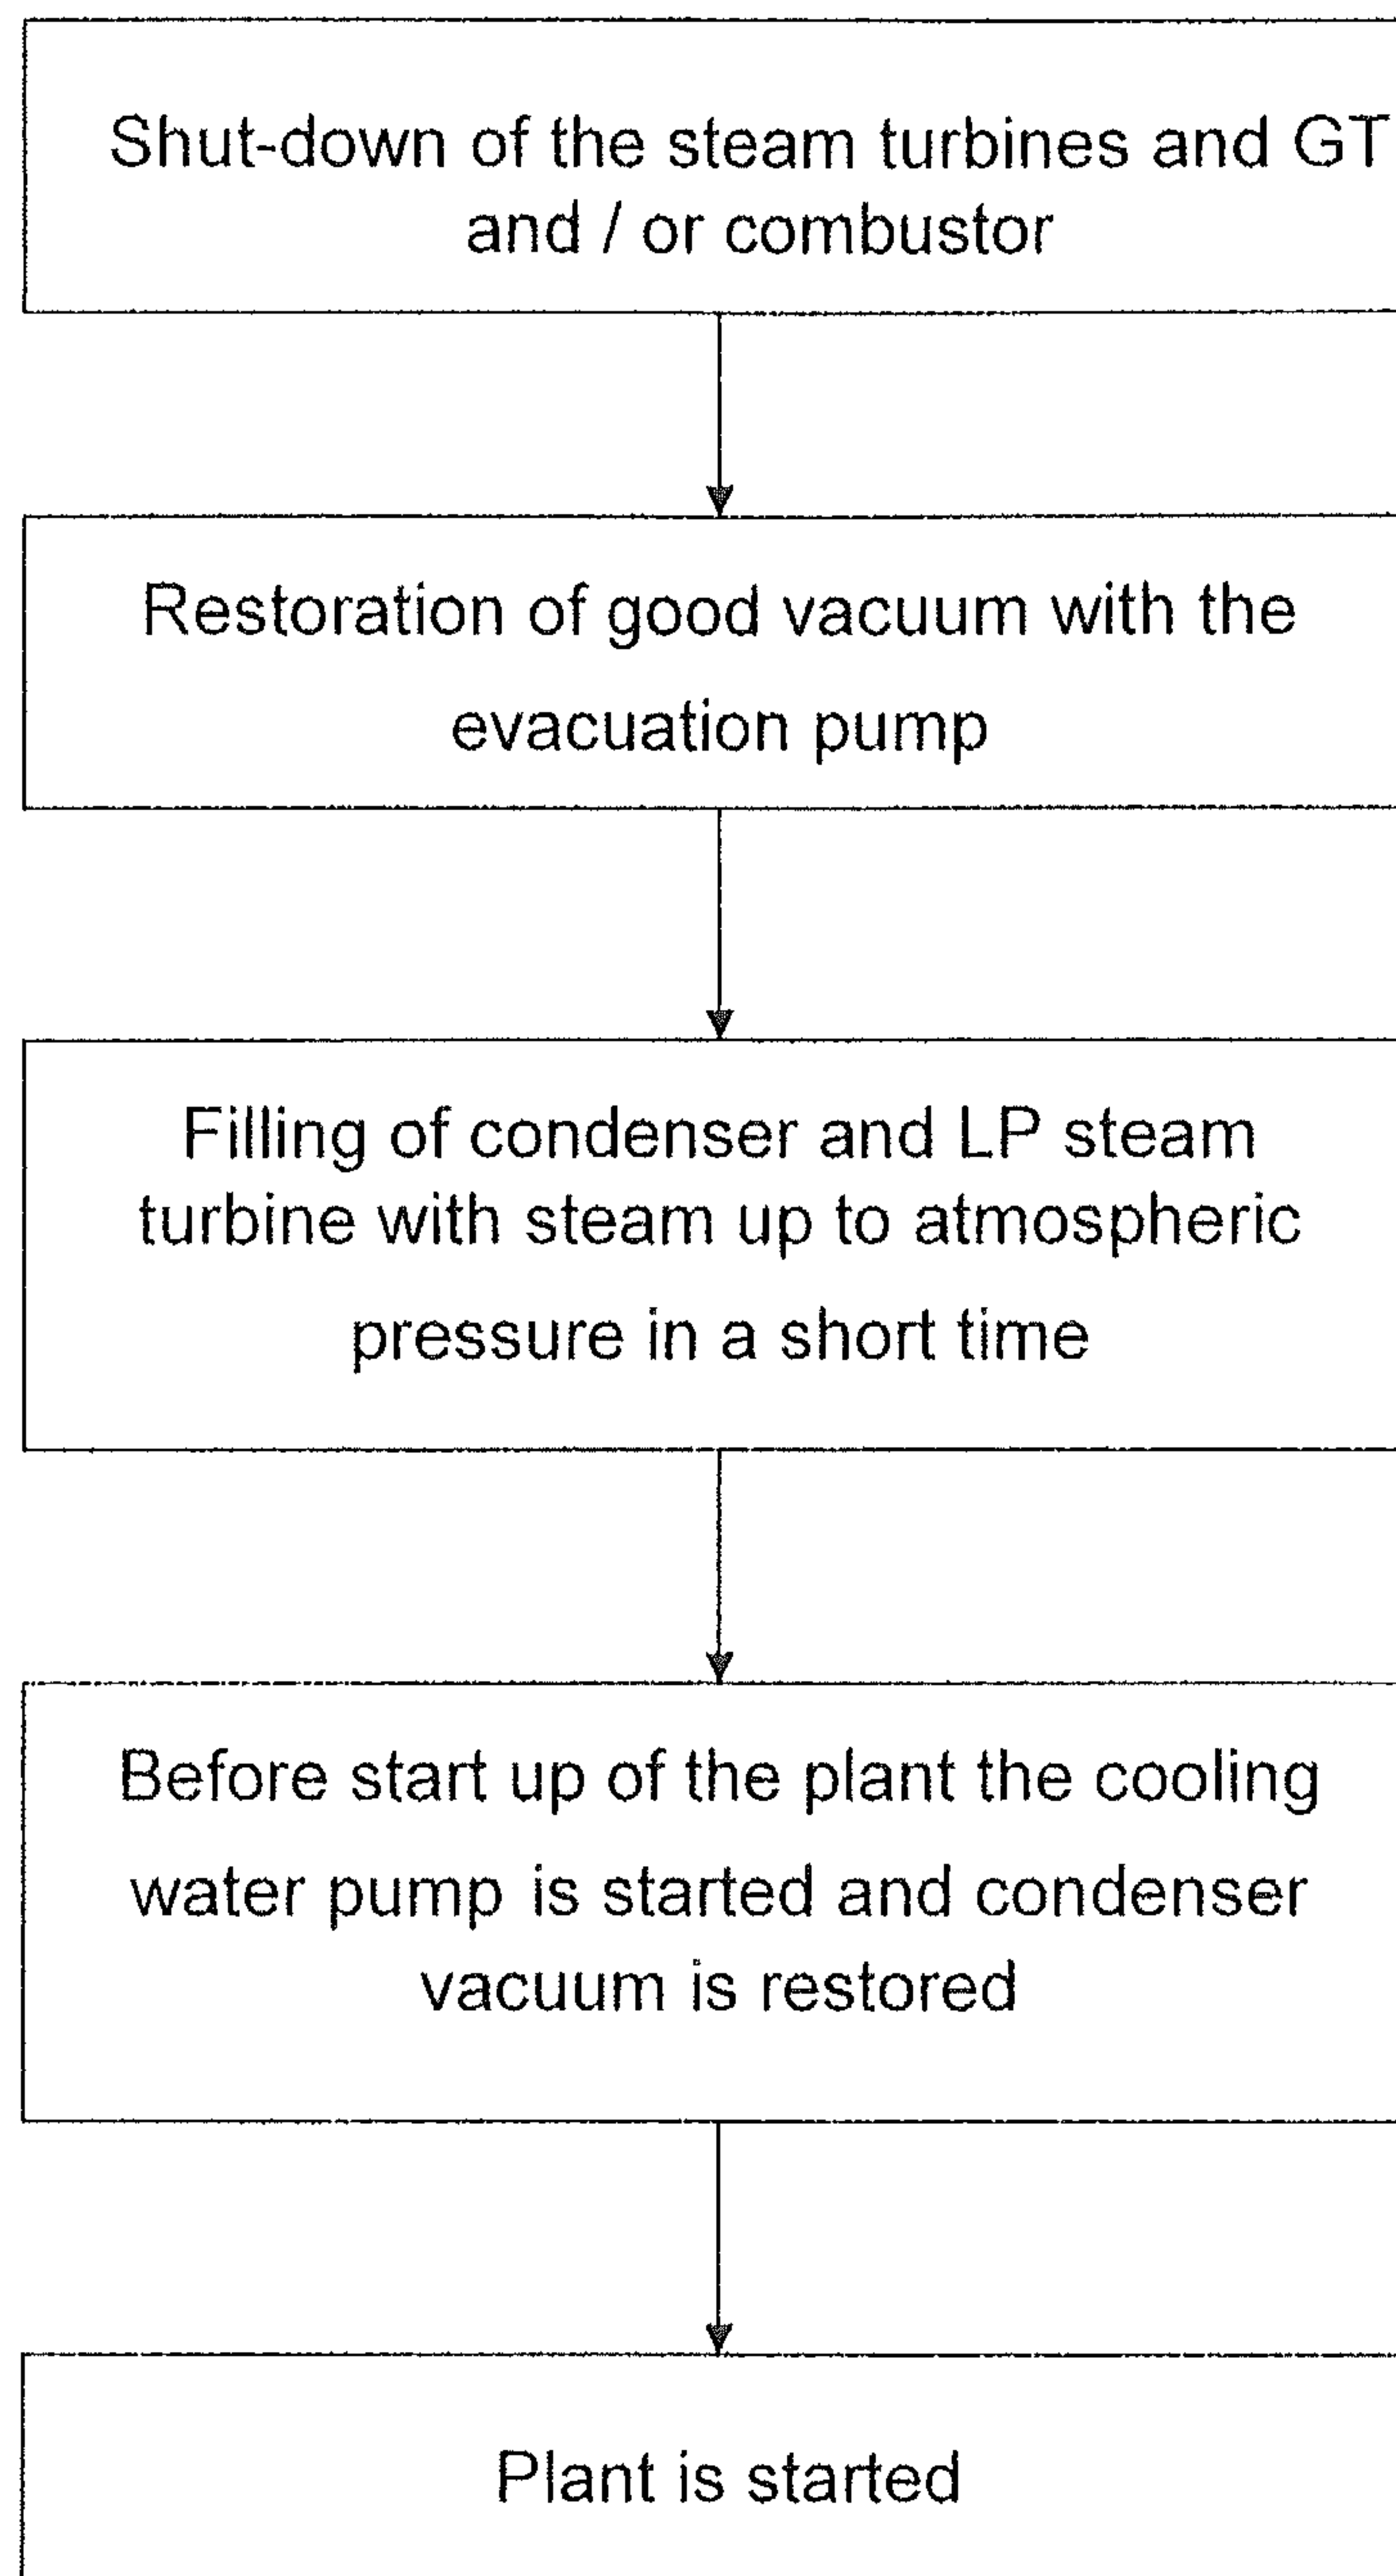 Shut-down of the steam turbines and GT
and / or combustor
Restoration of good vacuum with the
evacuation pump
Filling of condenser and LP steam
turbine with steam up to atmospheric
pressure in a short time
Before start up of the plant the cooling
water pump is started and condenser
vacuum is restored
Plant is started